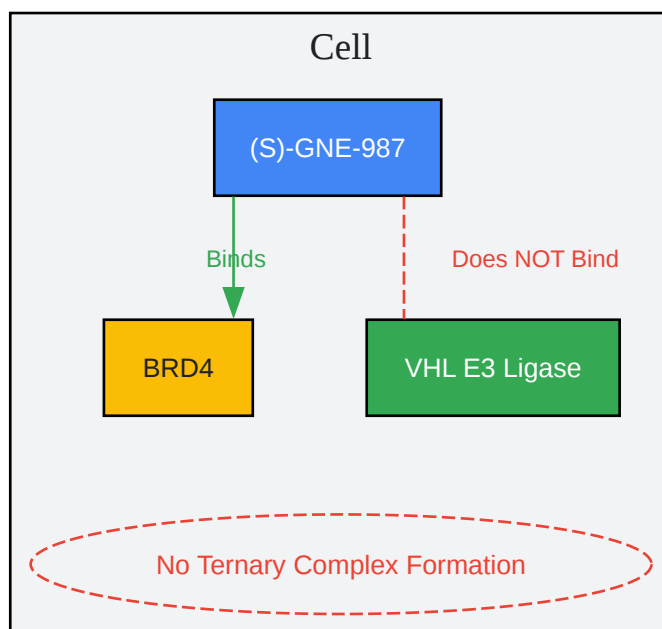 Cell
(S)-GNE-987
Binds
Does NOT Bind
BRD4
VHL E3 Ligase
No Ternary Complex Formation